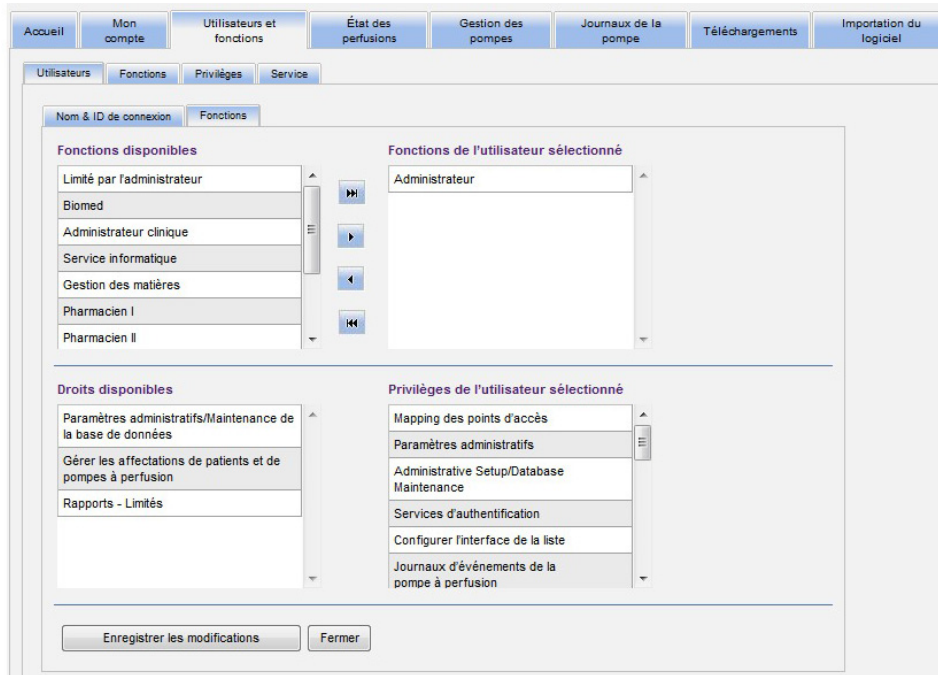 Accueil
Mon
compte
Utilisateurs et
fonctions
État des
perfusions
Gestion des
pompes
Journaux de la
pompe
Téléchargements
Importation du
logiciel
Utilisateurs
Fonctions
Privilèges
Service
Nom & ID de connexion
Fonctions
Fonctions disponibles
Fonctions de l'utilisateur sélectionné
Limité par l'administrateur
Biomed
Administrateur clinique
Service informatique
Gestion des matières
Pharmacien I
Pharmacien II
Administrateur
Droits disponibles
Privilèges de l'utilisateur sélectionné
Paramètres administratifs/Maintenance de
la base de données
Gérer les affectations de patients et de
pompes à perfusion
Rapports - Limités
Mapping des points d'accès
Paramètres administratifs
Administrative Setup/Database
Maintenance
Services d'authentification
Configurer l'interface de la liste
Journaux d'événements de la
pompe à perfusion
Enregistrer les modifications
Fermer